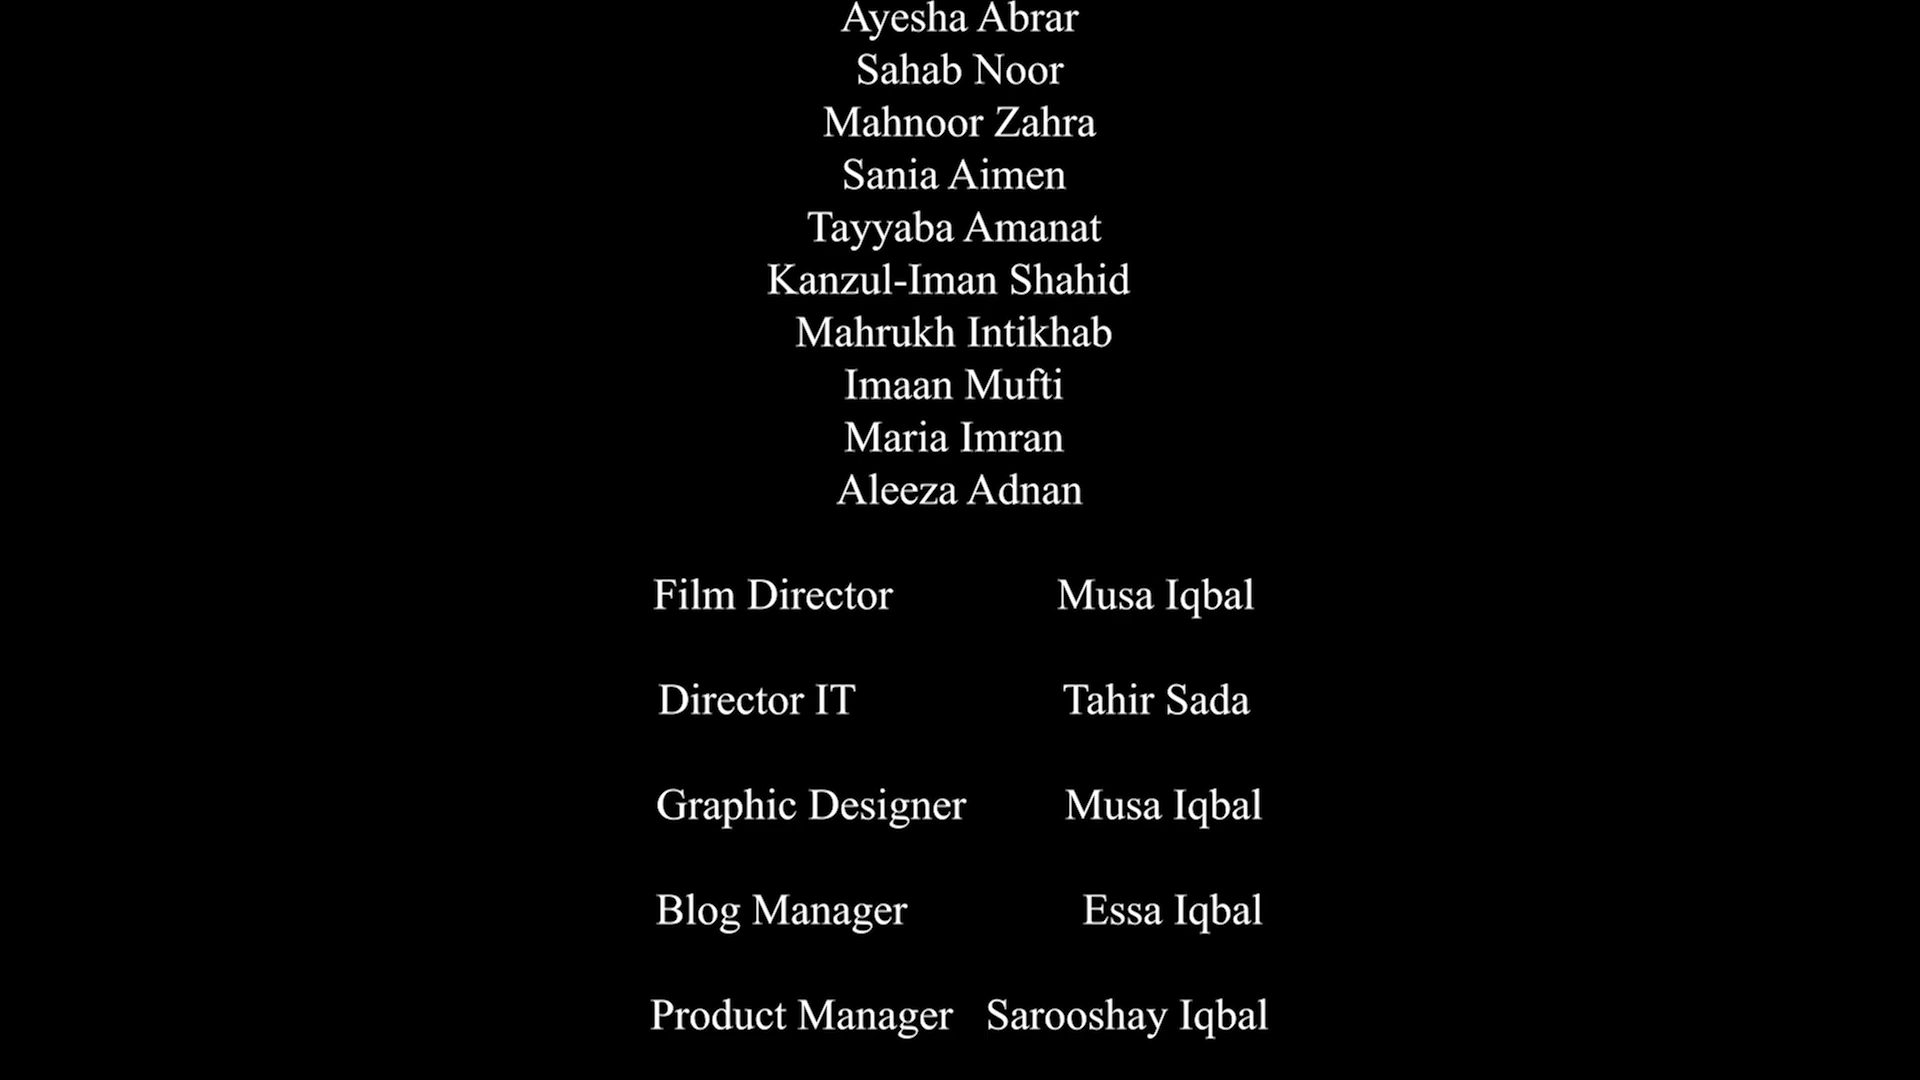 Ayesha Abrar
Sahab Noor
Mahnoor Zahra
Sania Aimen
Tayyaba Amanat
Kanzul-Iman Shahid
Mahrukh Intikhab
Imaan Mufti
Maria Imran
Aleeza Adnan
Film Director Musa Iqbal
Director IT Tahir Sada
Graphic Designer Musa Iqbal
Blog Manager Essa Iqbal
Product Manager Sarooshay Iqbal